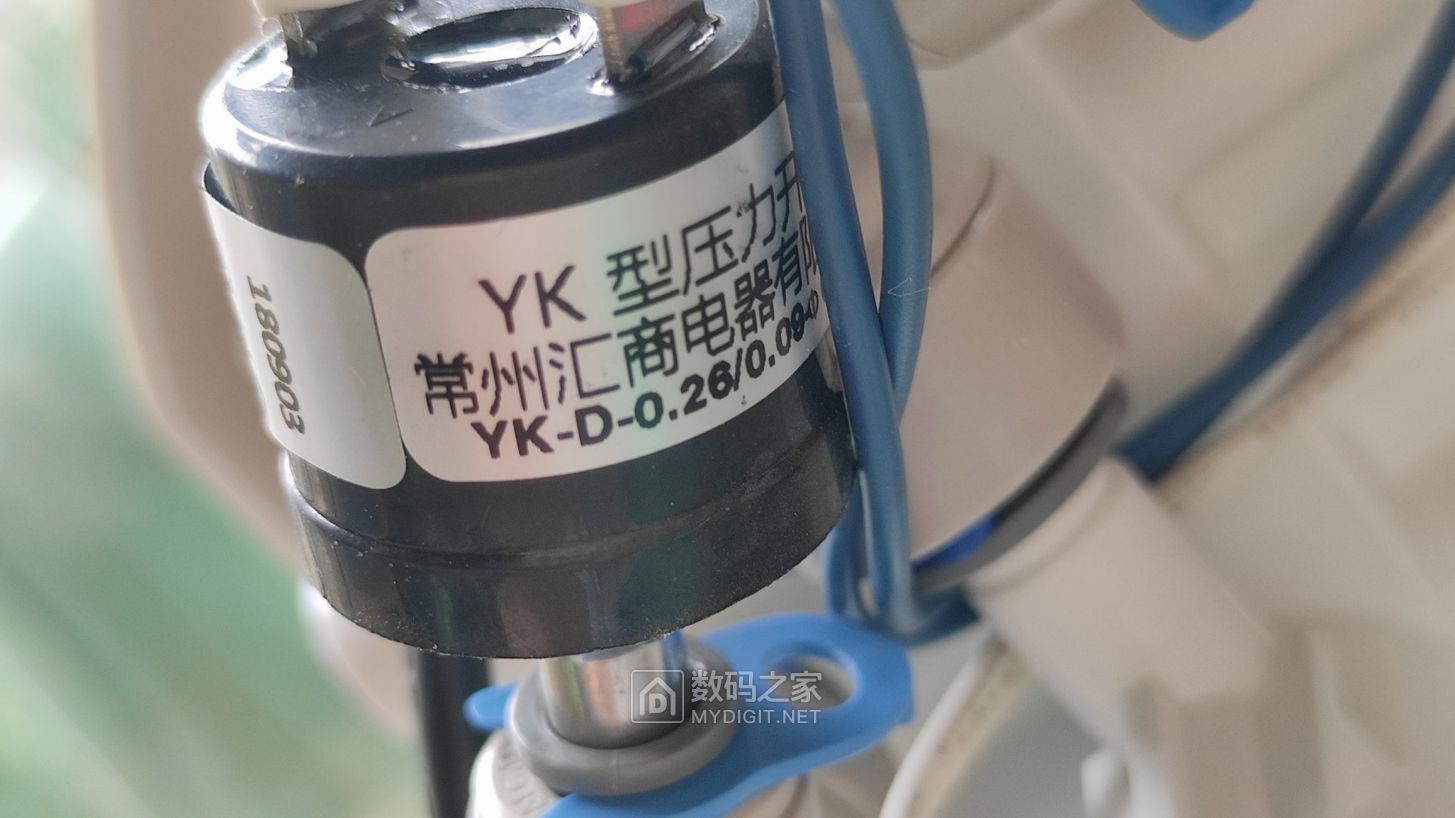 YK 型压力开
常州汇商电器有限
YK-D-0.26/0.09-Φ
180903
数码之家
MYDIGIT.NET